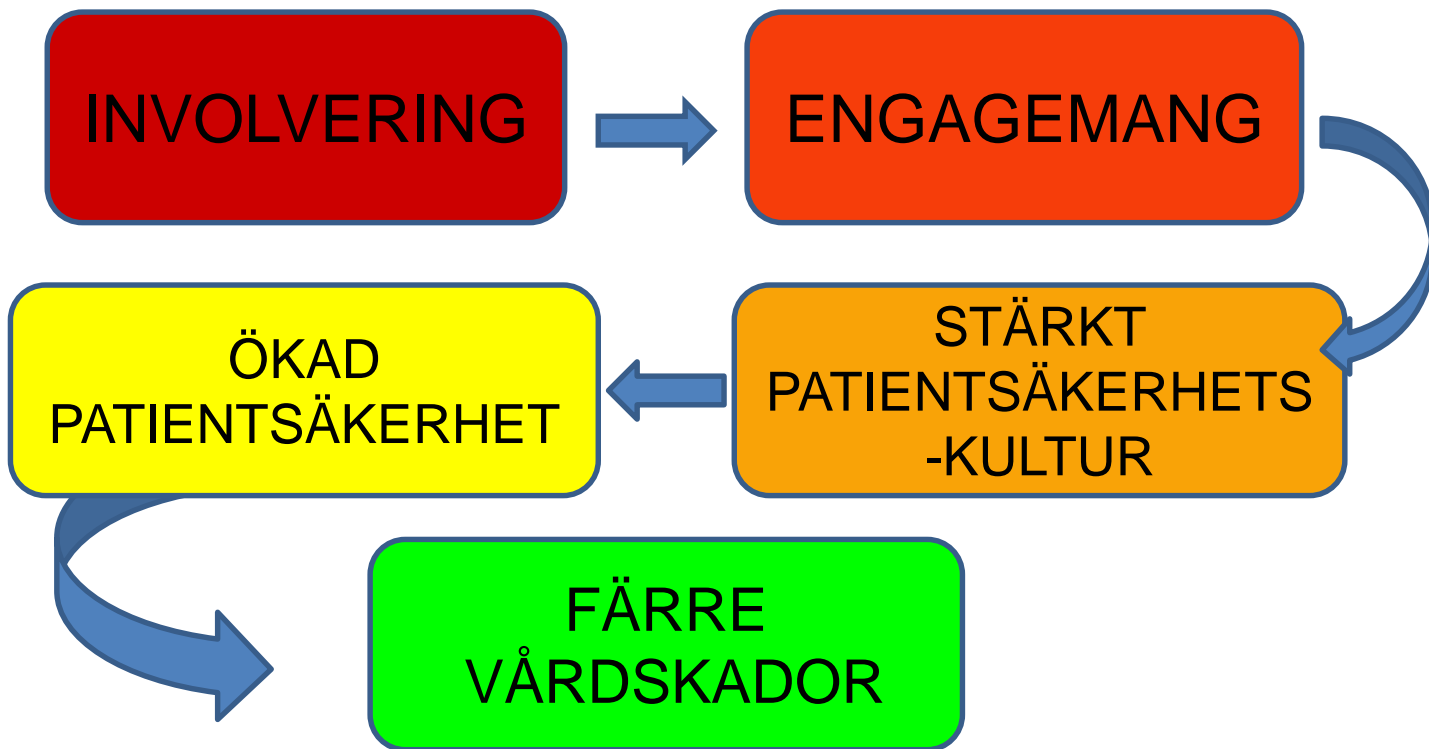 INVOLVERING
ENGAGEMANG
STÄRKT
PATIENTSÄKERHETS
-KULTUR
ÖKAD
PATIENTSÄKERHET
FÄRRE
VÅRDSKADOR